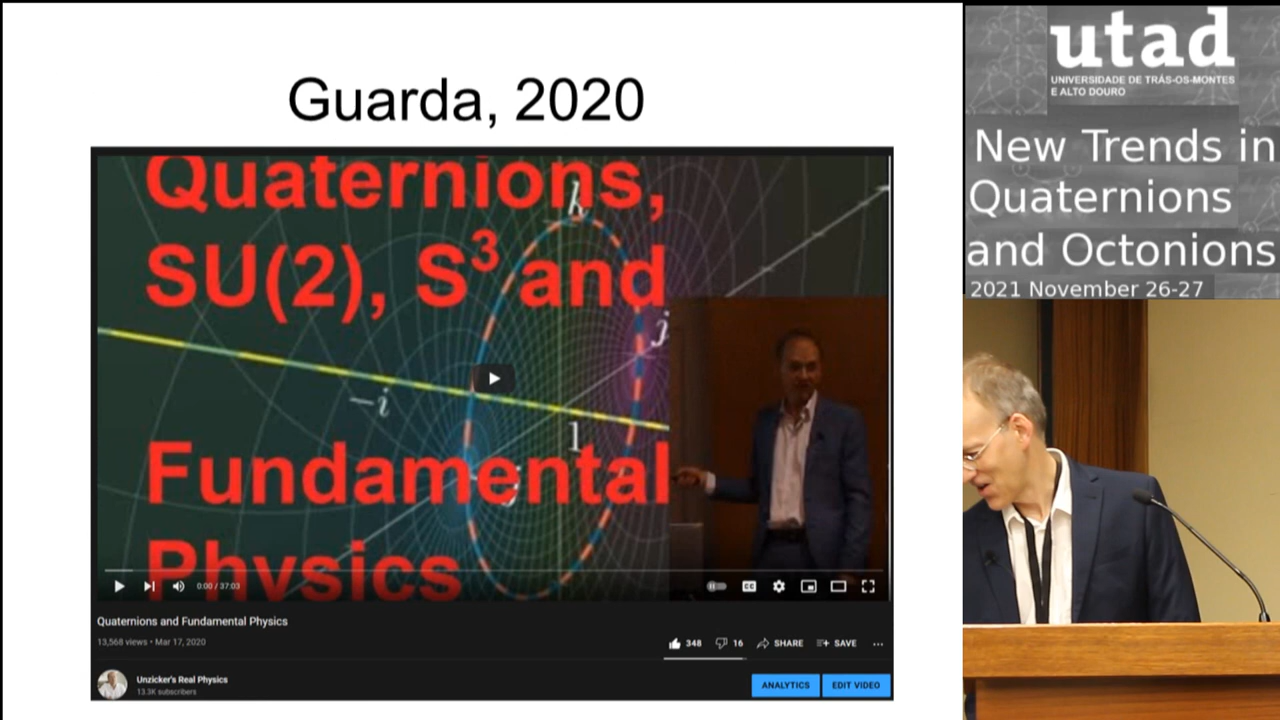 Guarda, 2020
Quaternions,
SU(2), S³ and
Fundamental
Physics
k
j
-i
1
-j
0:00 / 37:03
CC
Quaternions and Fundamental Physics
13,568 views • Mar 17, 2020
348
16
SHARE
SAVE
...
Unzicker's Real Physics
13.3K subscribers
ANALYTICS
EDIT VIDEO
utad
UNIVERSIDADE DE TRÁS-OS-MONTES
E ALTO DOURO
New Trends in
Quaternions
and Octonions
2021 November 26-27